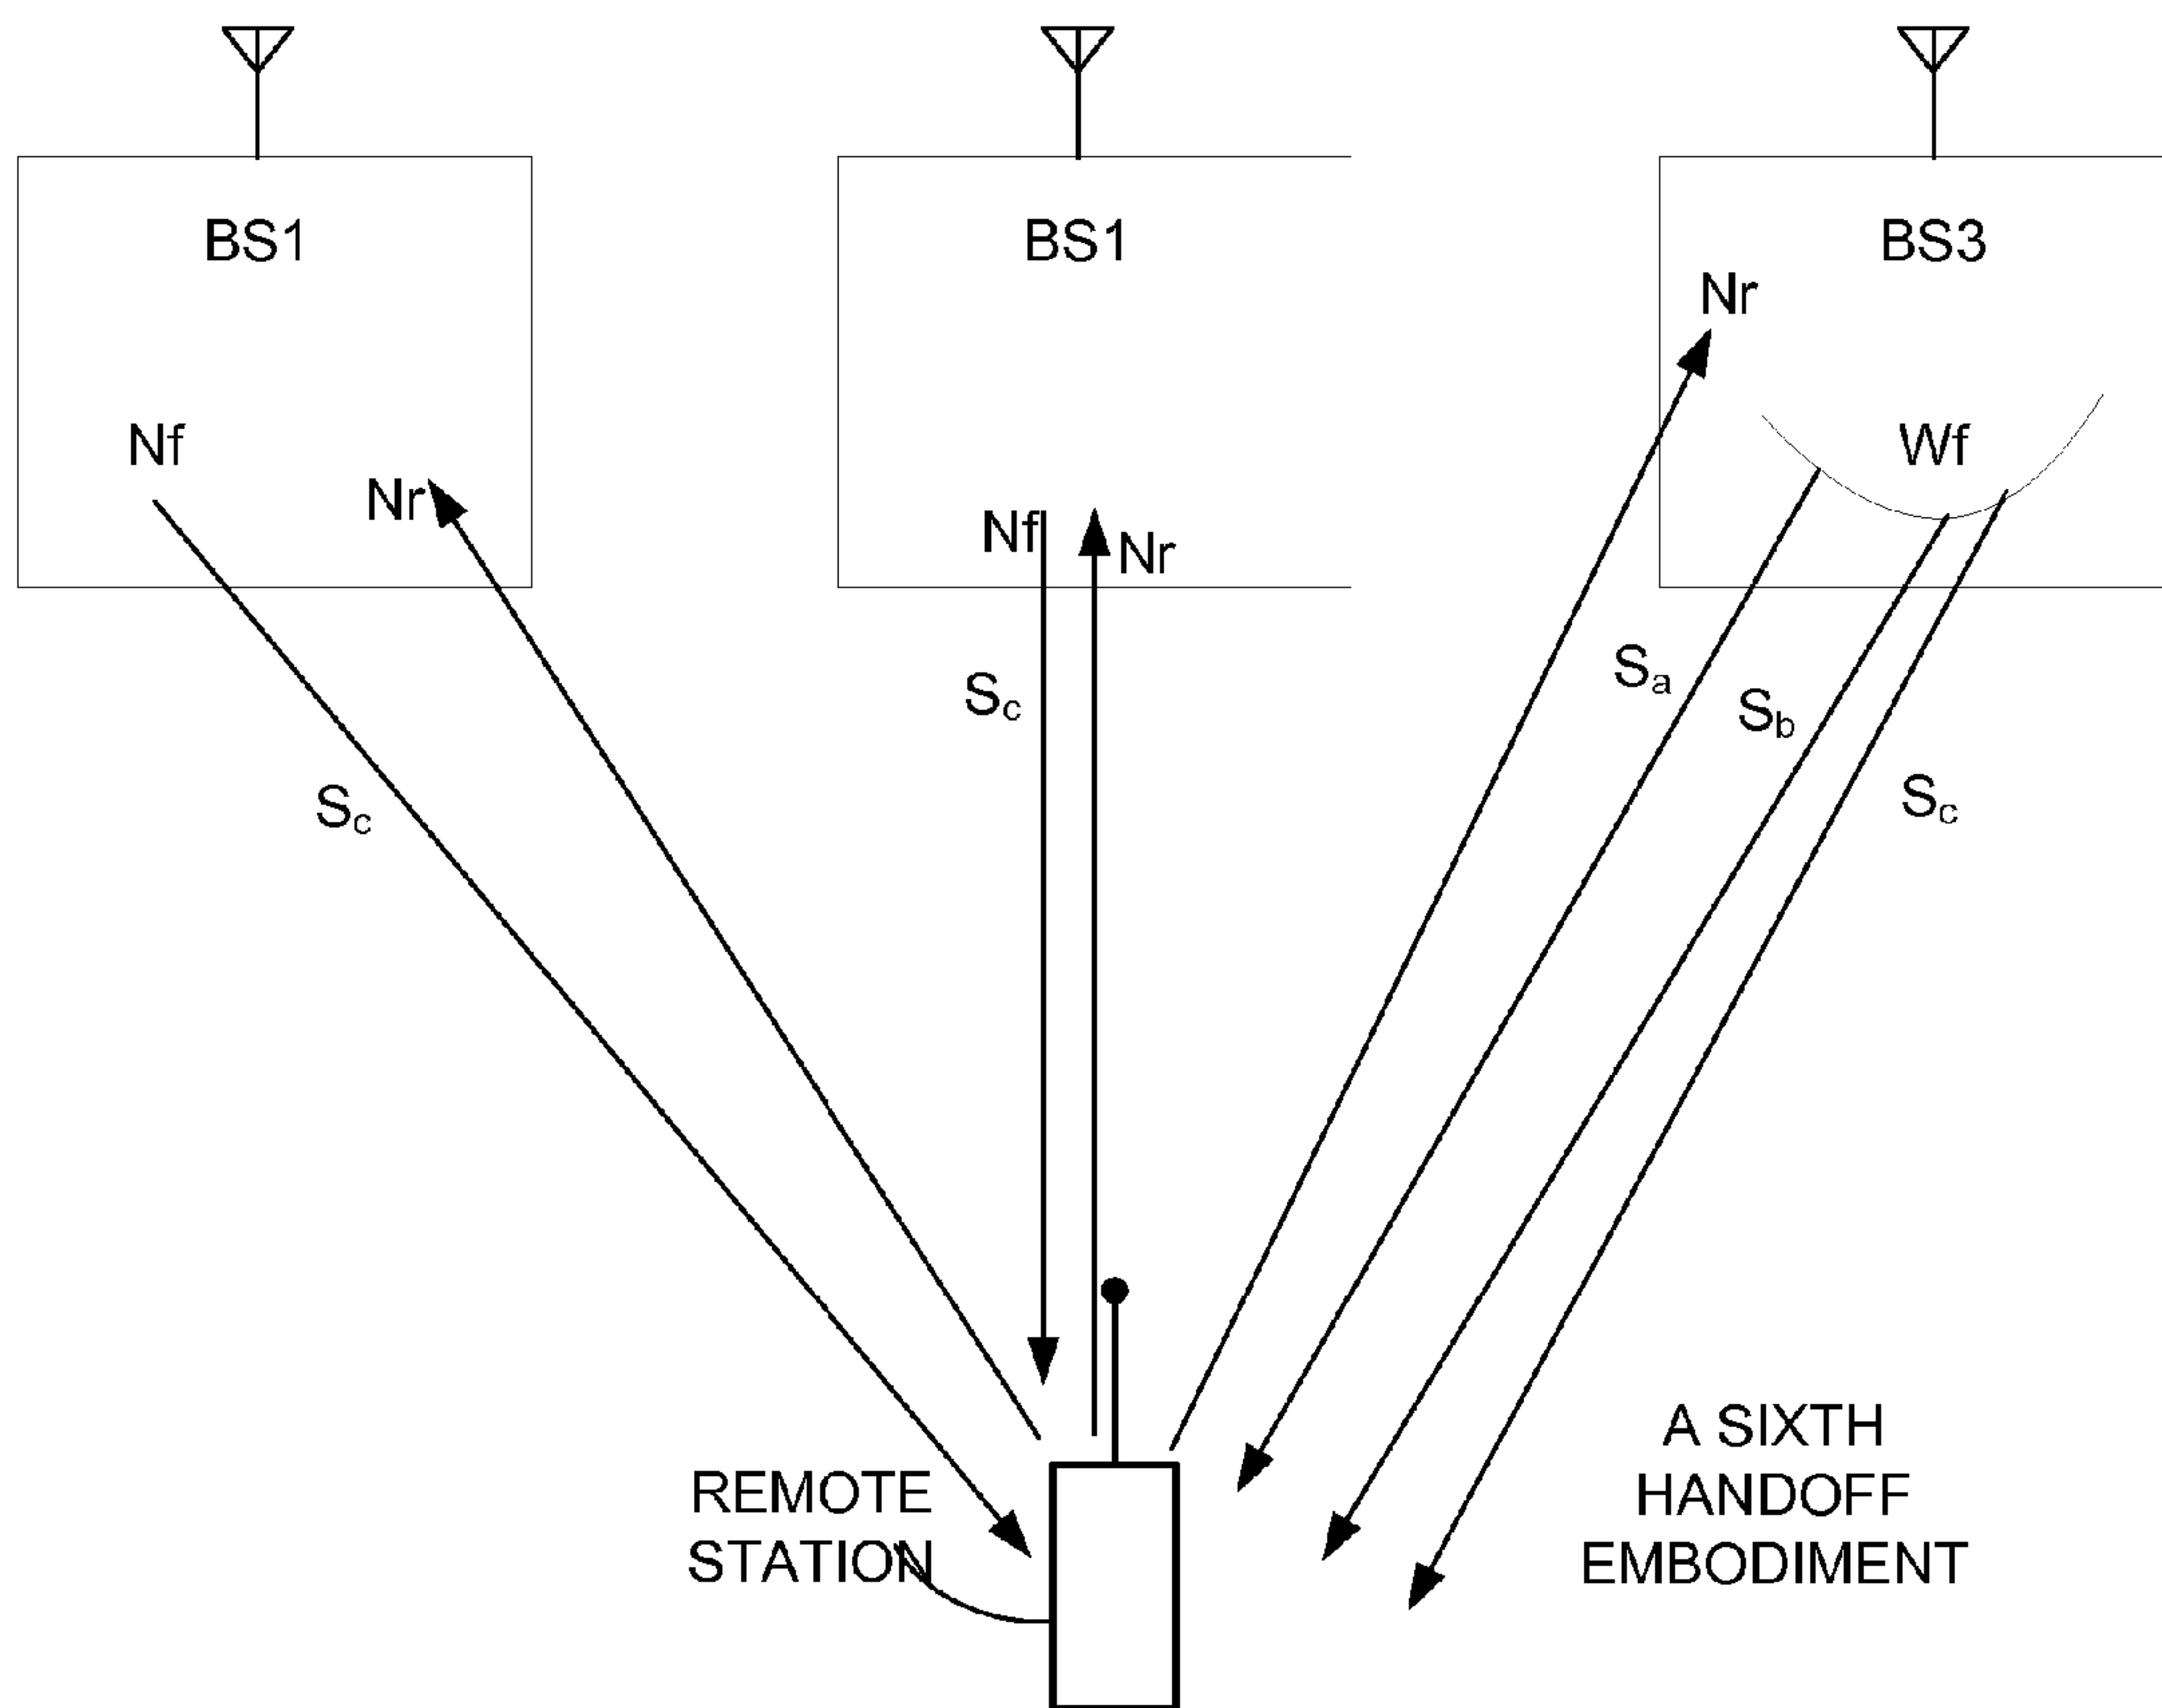 BS1
BS1
BS3
Nr
Nf
Wf
Nr
Nf
Nr
Sa
Sc
Sb
Sc
Sc
A SIXTH
HANDOFF
EMBODIMENT
REMOTE
STATION